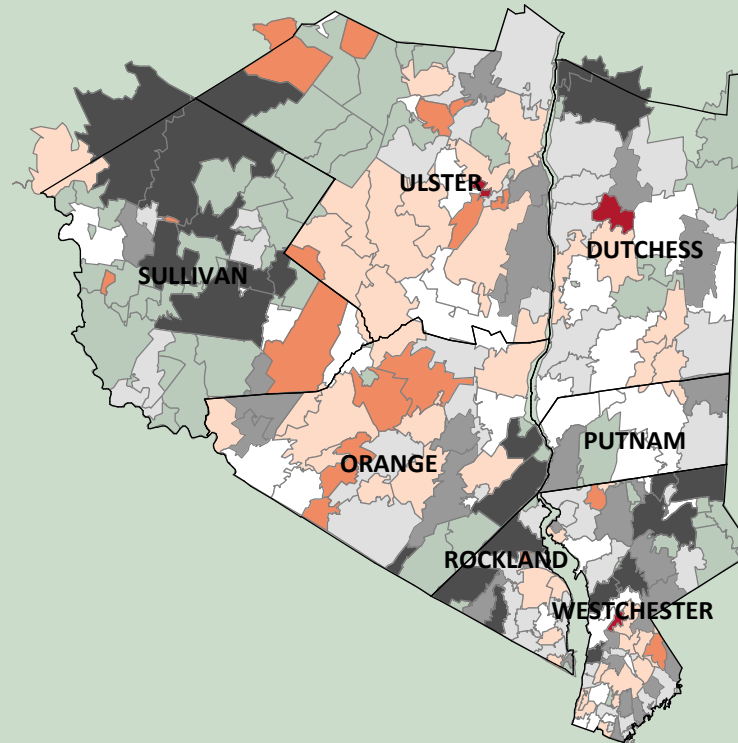 ULSTER
DUTCHESS
SULLIVAN
PUTNAM
ORANGE
ROCKLAND
WESTCHESTER